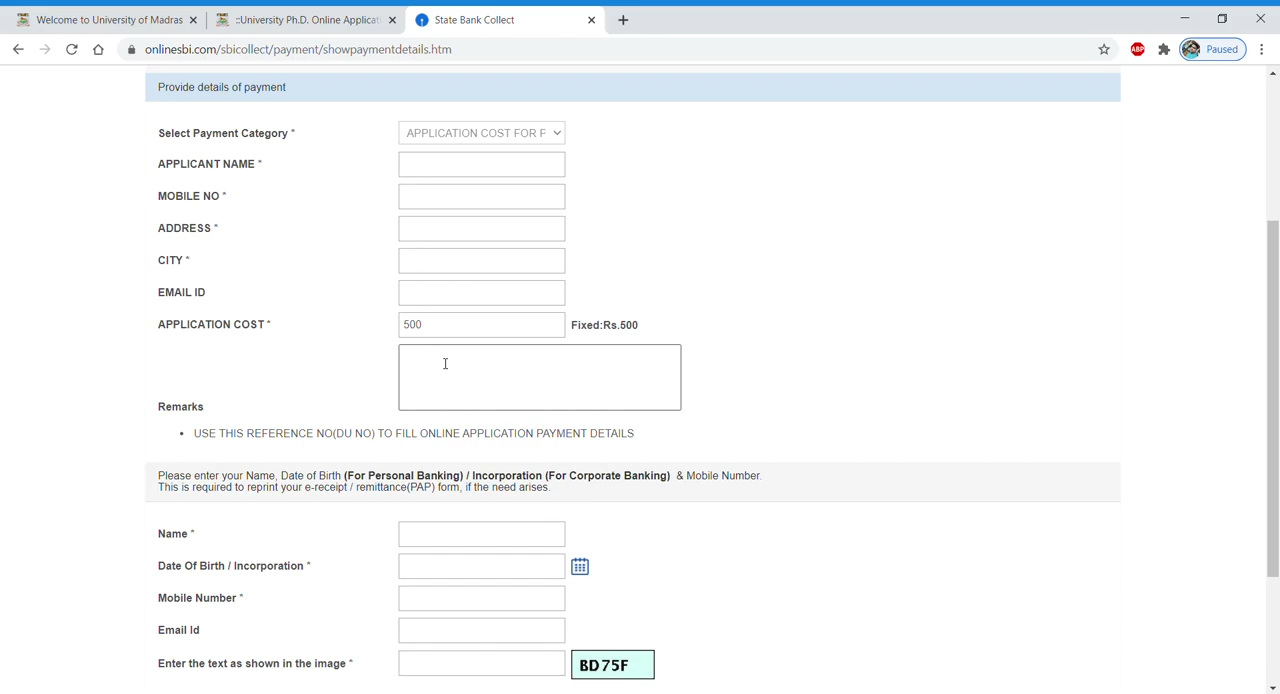 Welcome to University of Madras
::University Ph.D. Online Applicat
State Bank Collect
onlinesbi.com/sbicollect/payment/showpaymentdetails.htm
ABP
Paused
Provide details of payment
Select Payment Category *
APPLICATION COST FOR P
APPLICANT NAME *
MOBILE NO *
ADDRESS *
CITY *
EMAIL ID
APPLICATION COST *
500
Fixed:Rs.500
Remarks
• USE THIS REFERENCE NO(DU NO) TO FILL ONLINE APPLICATION PAYMENT DETAILS
Please enter your Name, Date of Birth (For Personal Banking) / Incorporation (For Corporate Banking) & Mobile Number.
This is required to reprint your e-receipt / remittance(PAP) form, if the need arises.
Name *
Date Of Birth / Incorporation *
Mobile Number *
Email Id
Enter the text as shown in the image *
BD75F